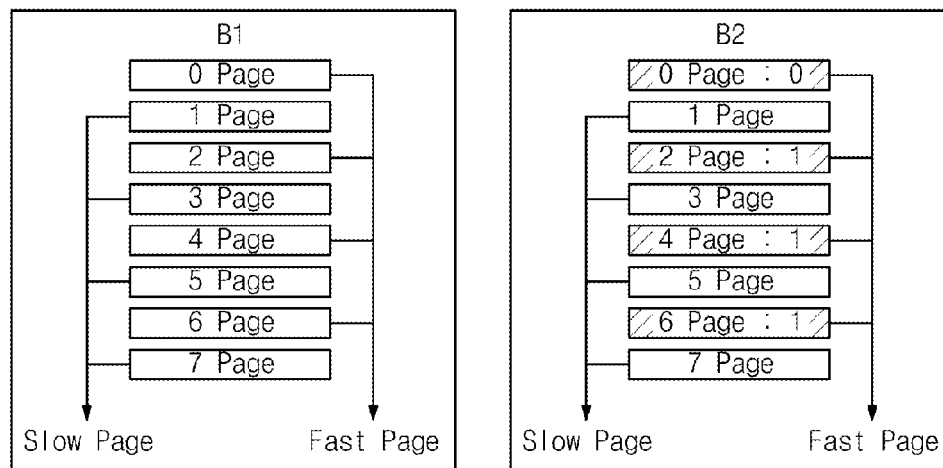 B1
0 Page
1 Page
2 Page
3 Page
4 Page
5 Page
6 Page
7 Page
Slow Page
Fast Page
B2
0 Page : 0
1 Page
2 Page : 1
3 Page
4 Page : 1
5 Page
6 Page : 1
7 Page
Slow Page
Fast Page